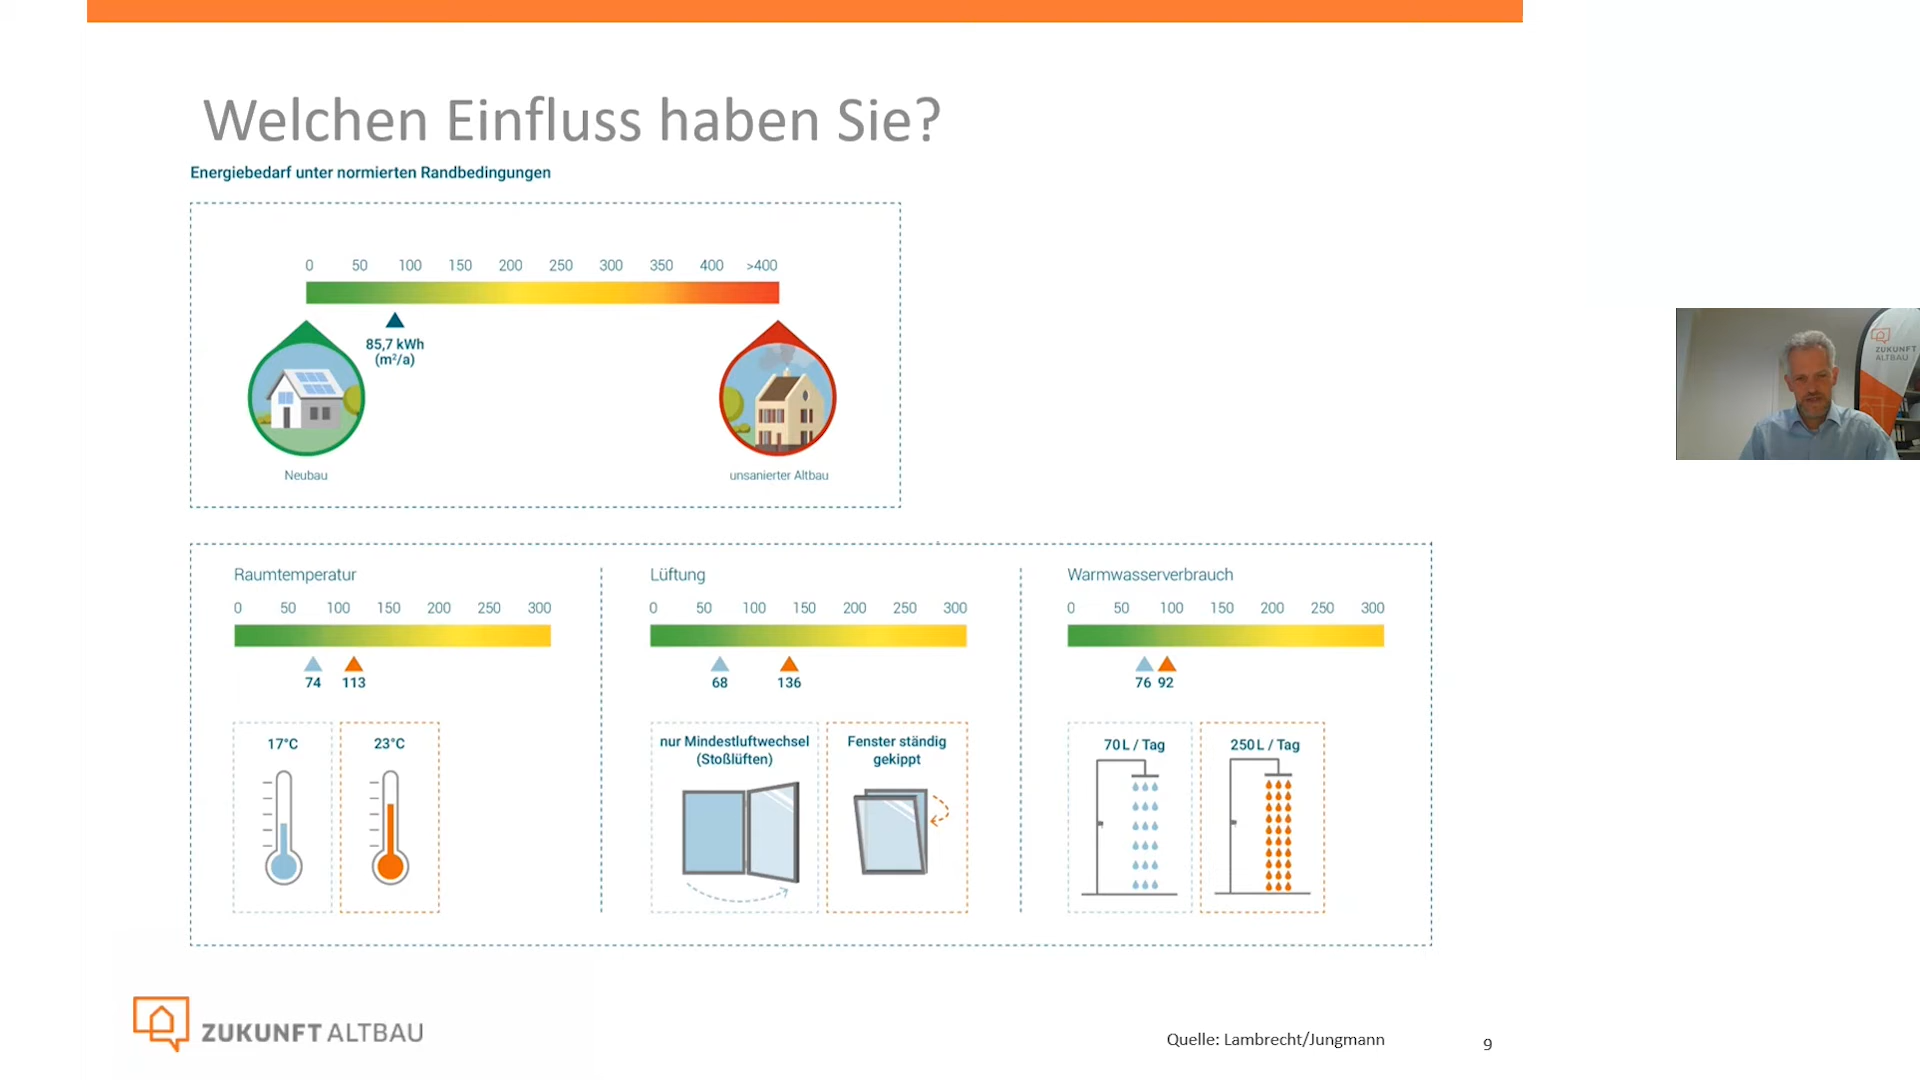 Welchen Einfluss haben Sie?
Energiebedarf unter normierten Randbedingungen
0 50 100 150 200 250 300 350 400 >400
85,7 kWh
(m²/a)
Neubau
unsanierter Altbau
Raumtemperatur
0 50 100 150 200 250 300
74 113
17°C
23°C
Lüftung
0 50 100 150 200 250 300
68 136
nur Mindestluftwechsel
(Stoßlüften)
Fenster ständig
gekippt
Warmwasserverbrauch
0 50 100 150 200 250 300
76 92
70 L / Tag
250 L / Tag
ZUKUNFT ALTBAU
Quelle: Lambrecht/Jungmann
9
ZUKUNFT
ALTBAU